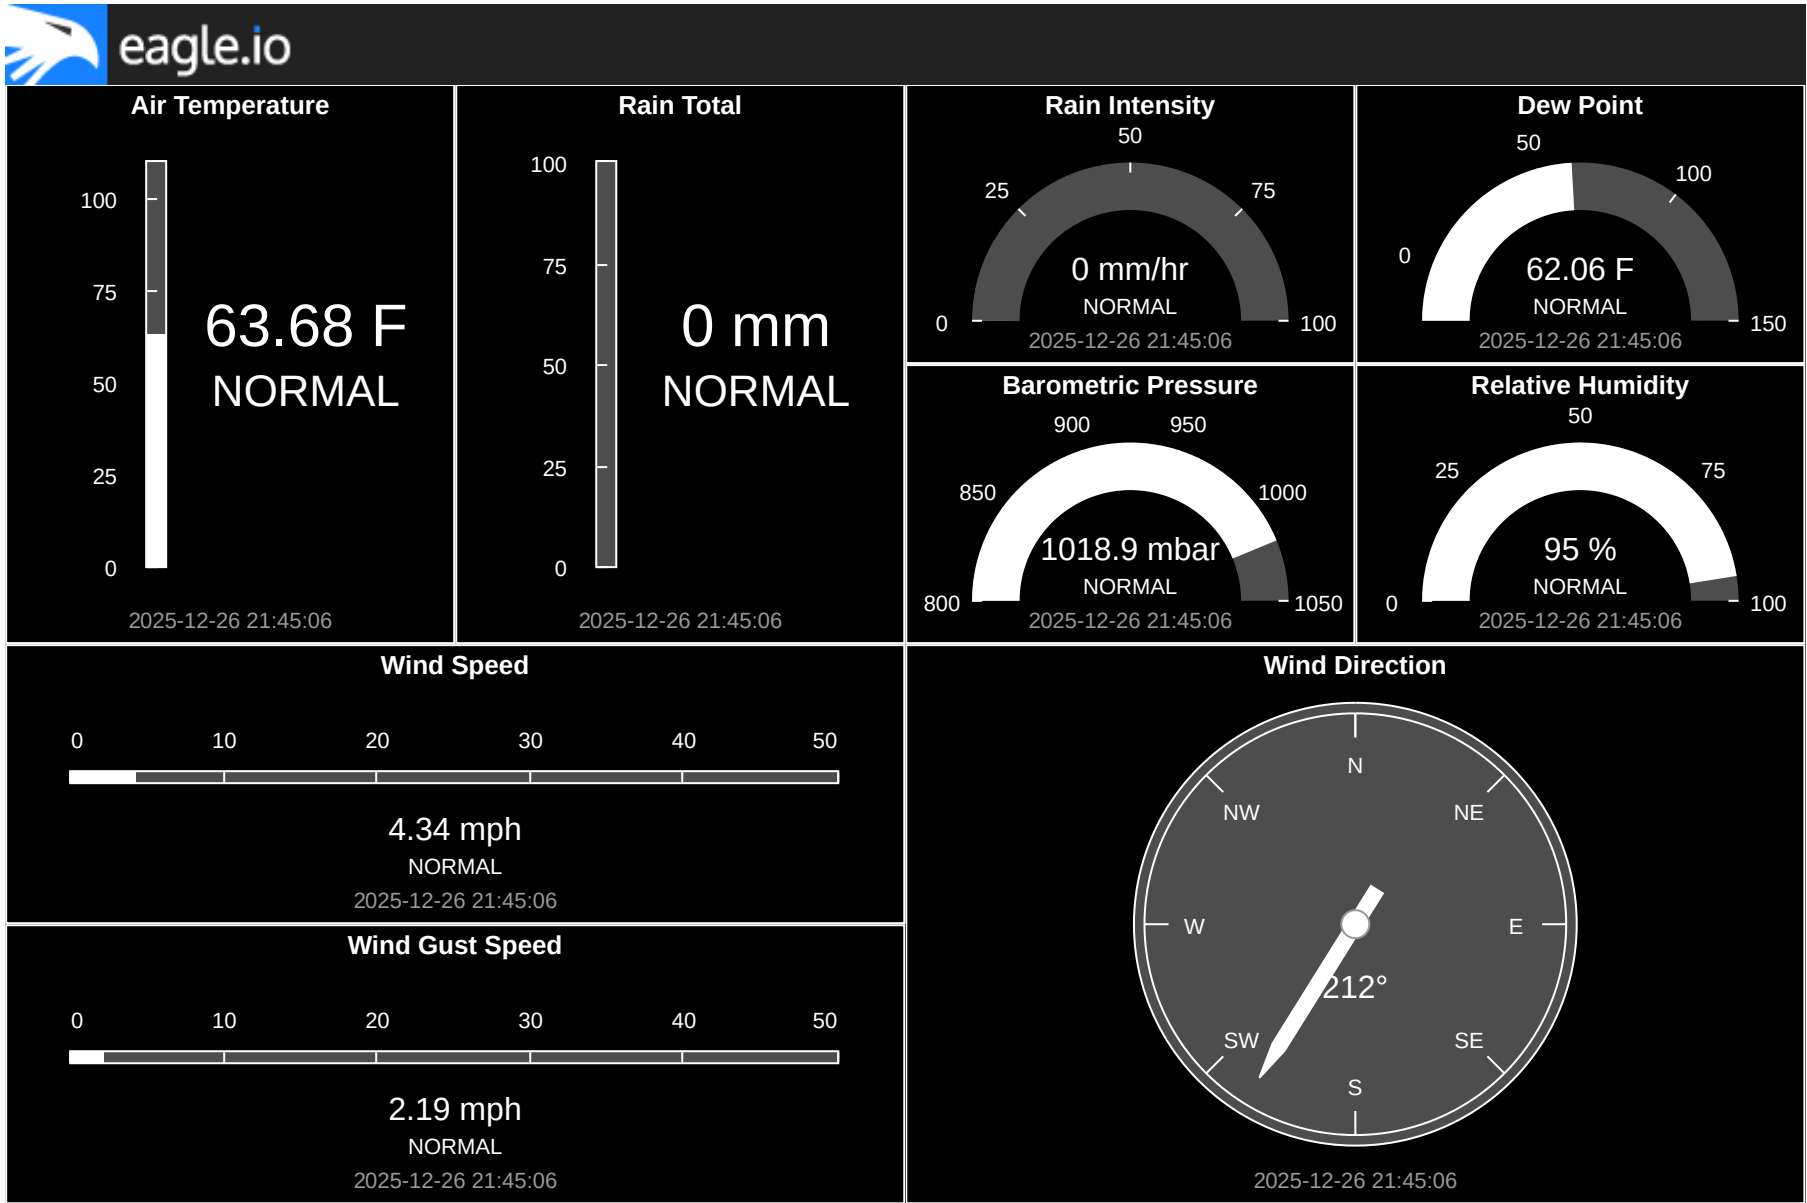 eagle.io
Air Temperature
100
75
50
25
0
63.68 F
NORMAL
2025-12-26 21:45:06
Rain Total
100
75
50
25
0
0 mm
NORMAL
2025-12-26 21:45:06
Rain Intensity
0
25
50
75
100
0 mm/hr
NORMAL
2025-12-26 21:45:06
Dew Point
0
50
100
150
62.06 F
NORMAL
2025-12-26 21:45:06
Barometric Pressure
800
850
900
950
1000
1050
1018.9 mbar
NORMAL
2025-12-26 21:45:06
Relative Humidity
0
25
50
75
100
95 %
NORMAL
2025-12-26 21:45:06
Wind Speed
0 10 20 30 40 50
4.34 mph
NORMAL
2025-12-26 21:45:06
Wind Gust Speed
0 10 20 30 40 50
2.19 mph
NORMAL
2025-12-26 21:45:06
Wind Direction
N
NW NE
W E
212°
SW SE
S
2025-12-26 21:45:06